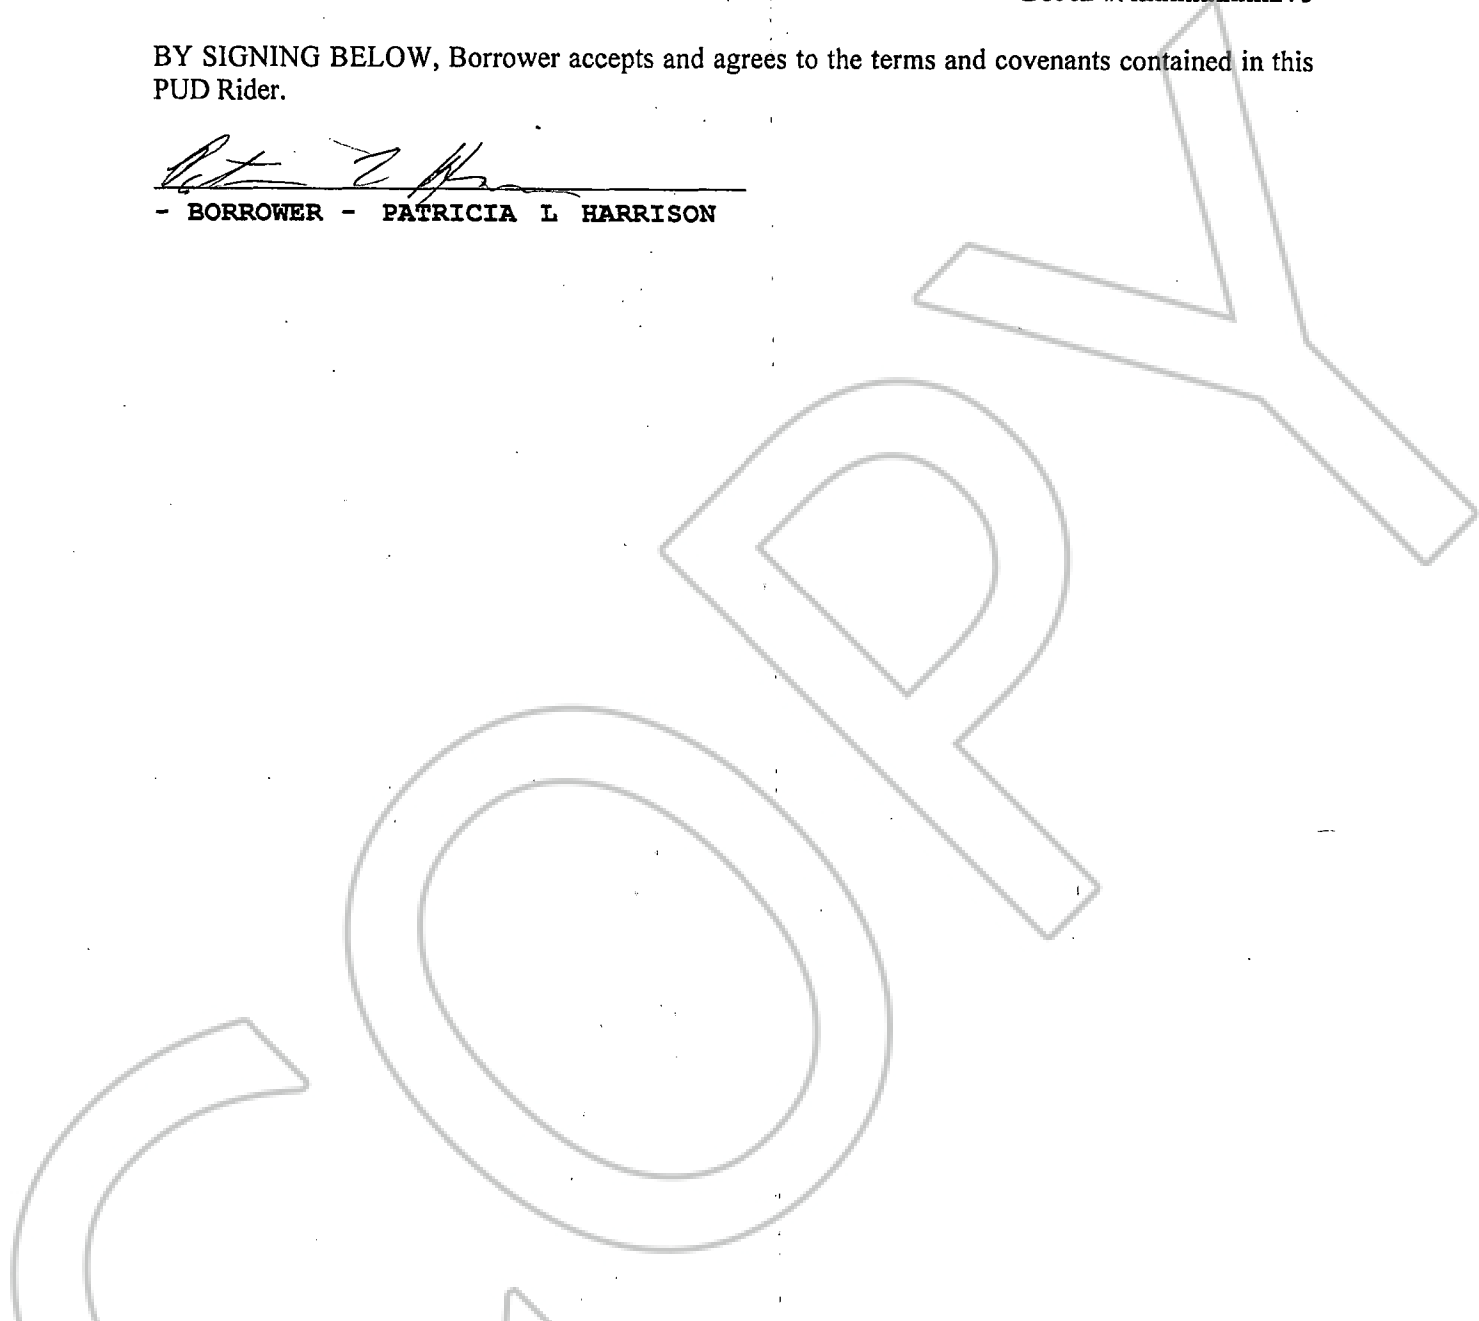 BY SIGNING BELOW, Borrower accepts and agrees to the terms and covenants contained in this
PUD Rider.
- BORROWER - PATRICIA L HARRISON
COPY